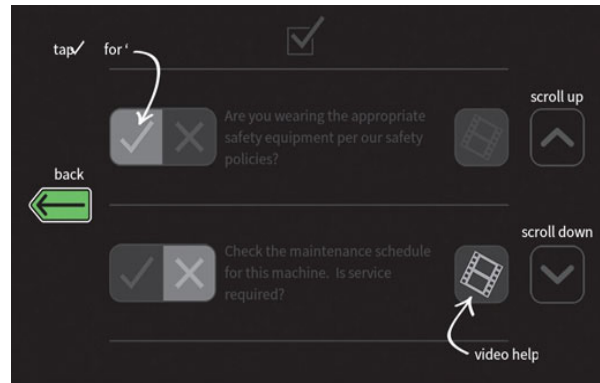 tap✓ for ‘
scroll up
Are you wearing the appropriate
safety equipment per our safety
policies?
back
scroll down
Check the maintenance schedule
for this machine. Is service
required?
video help